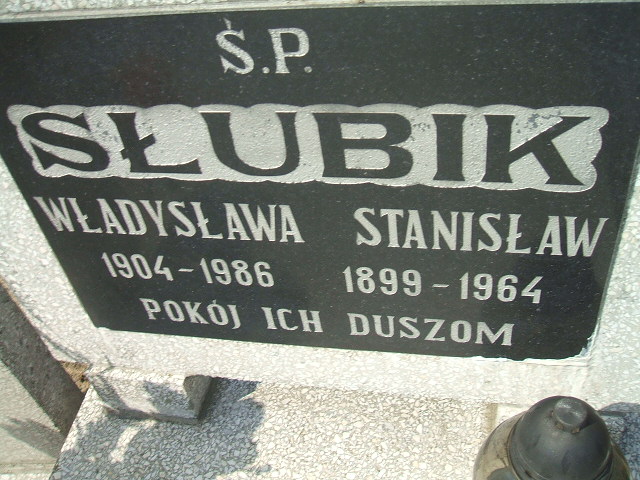 Ś.P.
SŁUBIK
WŁADYSŁAWA STANISŁAW
1904-1986 1899-1964
POKÓJ ICH DUSZOM